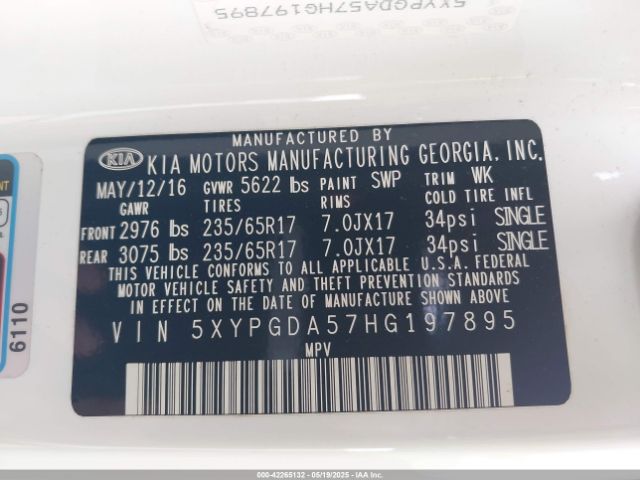 5XYPGDA57HG197895
MANUFACTURED BY
KIA KIA MOTORS MANUFACTURING GEORGIA, INC.
MAY/12/16 GVWR 5622 lbs PAINT SWP TRIM WK
GAWR TIRES RIMS COLD TIRE INFL
FRONT 2976 lbs 235/65R17 7.0JX17 34psi SINGLE
REAR 3075 lbs 235/65R17 7.0JX17 34psi SINGLE
THIS VEHICLE CONFORMS TO ALL APPLICABLE U.S.A. FEDERAL
MOTOR VEHICLE SAFETY AND THEFT PREVENTION STANDARDS
IN EFFECT ON THE DATE OF MANUFACTURE SHOWN ABOVE.
VIN 5XYPGDA57HG197895
MPV
6110
000-42265132 - 05/19/2025 - Copyright © IAA, Inc.